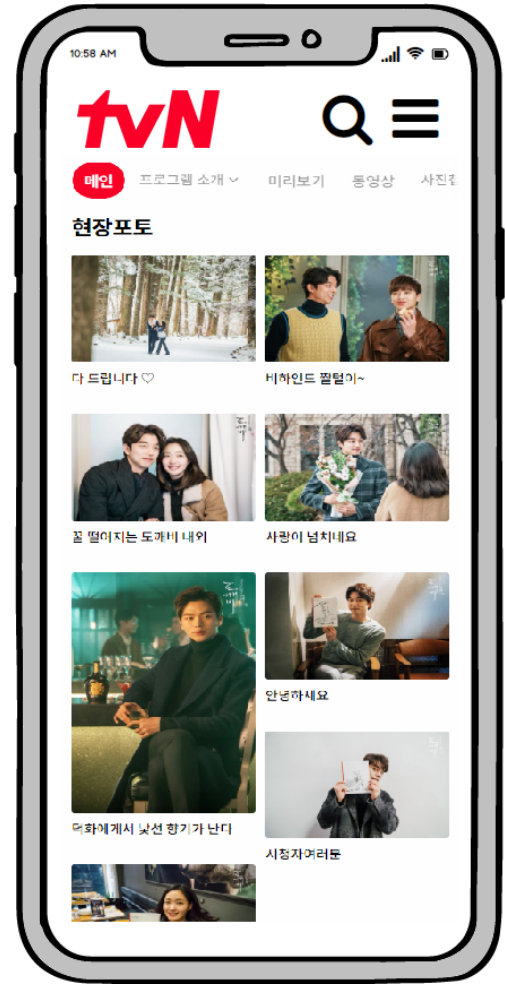 10:58 AM
tvN
메인 프로그램 소개 미리보기 동영상
현장포토
다 드립니다 ♡
비하인드 짤털이~
꿀 떨어지는 도깨비 내외
사랑이 넘치네요
덕화에게서 낯선 향기가 난다
안녕하세요
시청자여러분